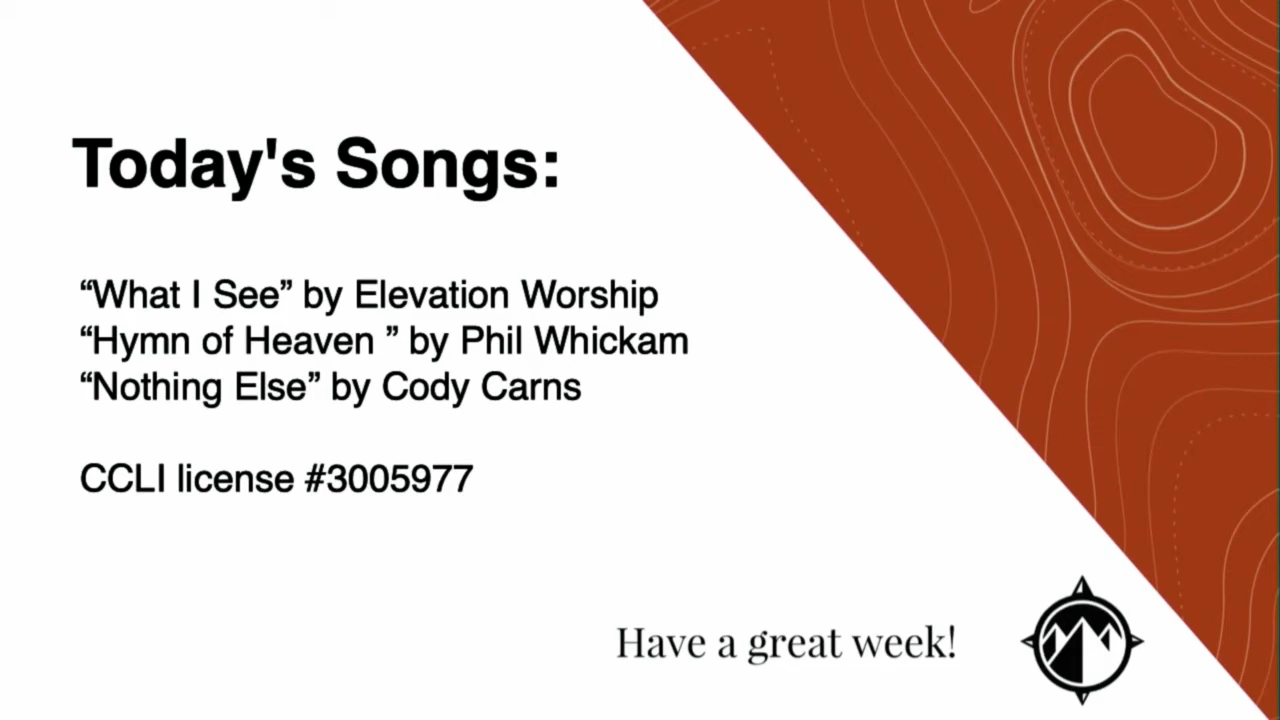 Today's Songs:
“What I See” by Elevation Worship
“Hymn of Heaven ” by Phil Whickam
“Nothing Else” by Cody Carns
CCLI license #3005977
Have a great week!